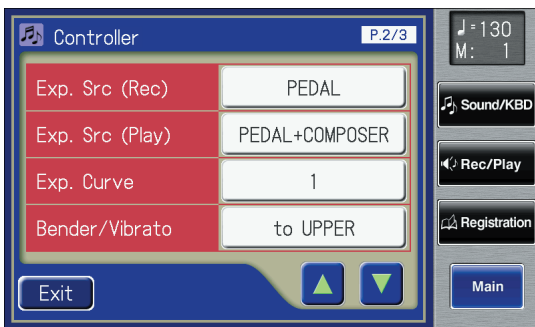 Controller P.2/3
Exp. Src (Rec) PEDAL
Exp. Src (Play) PEDAL+COMPOSER
Exp. Curve 1
Bender/Vibrato to UPPER
Exit
♩=130
M: 1
Sound/KBD
Rec/Play
Registration
Main